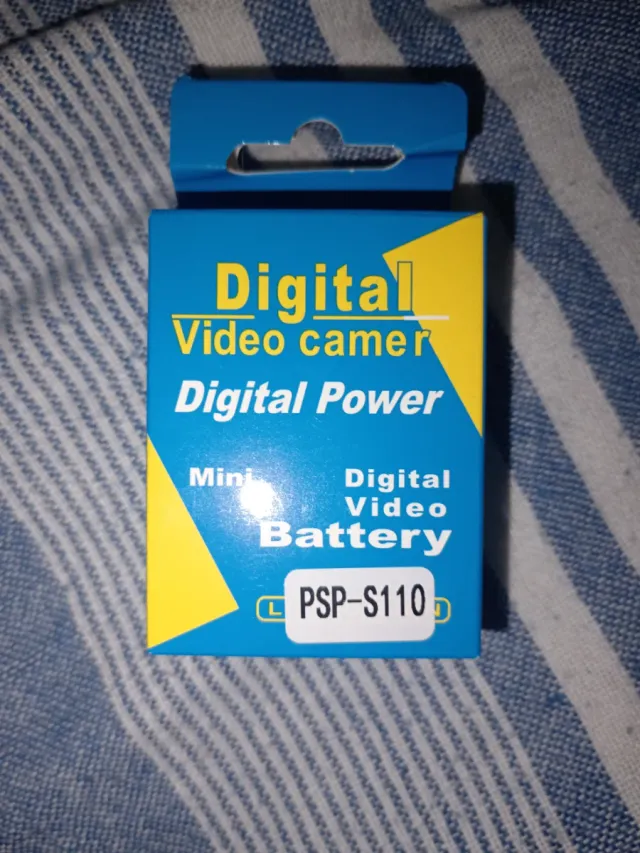 Digital
Video camer
Digital Power
Mini Digital
Video
Battery
PSP-S110